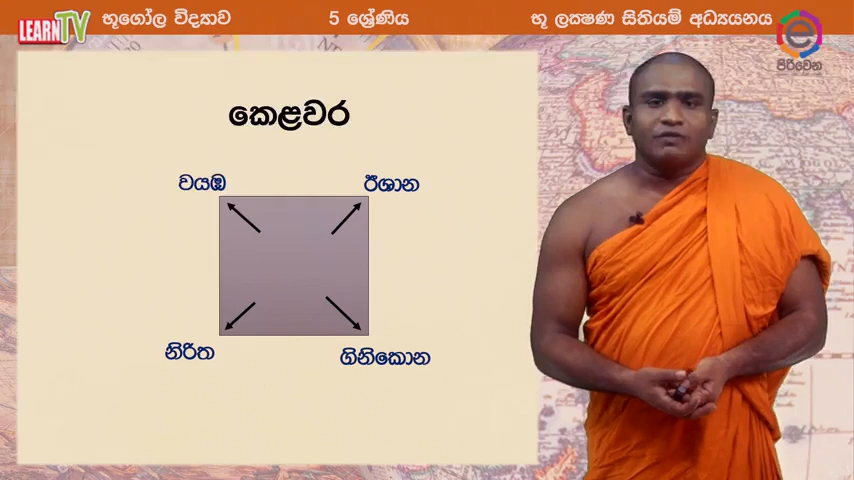 LEARN TV
භූගෝල විද්‍යාව
5 ශ්‍රේණිය
භූ ලක්ෂණ සිතියම් අධ්‍යයනය
e
පිරිවෙන
කෙළවර
වයඹ
ඊශාන
නිරිත
ගිනිකොන